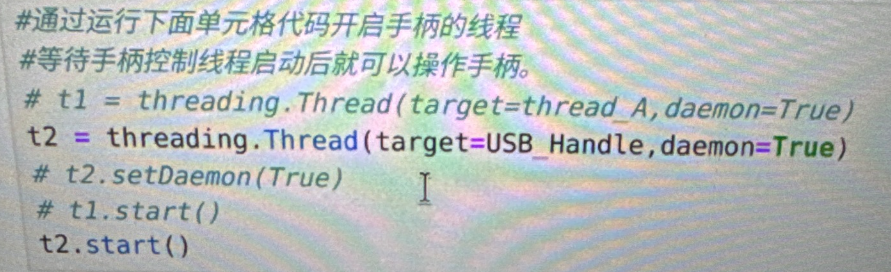 #通过运行下面单元格代码开启手柄的线程
#等待手柄控制线程启动后就可以操作手柄。
# t1 = threading.Thread(target=thread_A,daemon=True)
t2 = threading.Thread(target=USB_Handle,daemon=True)
# t2.setDaemon(True)
# t1.start()
t2.start()